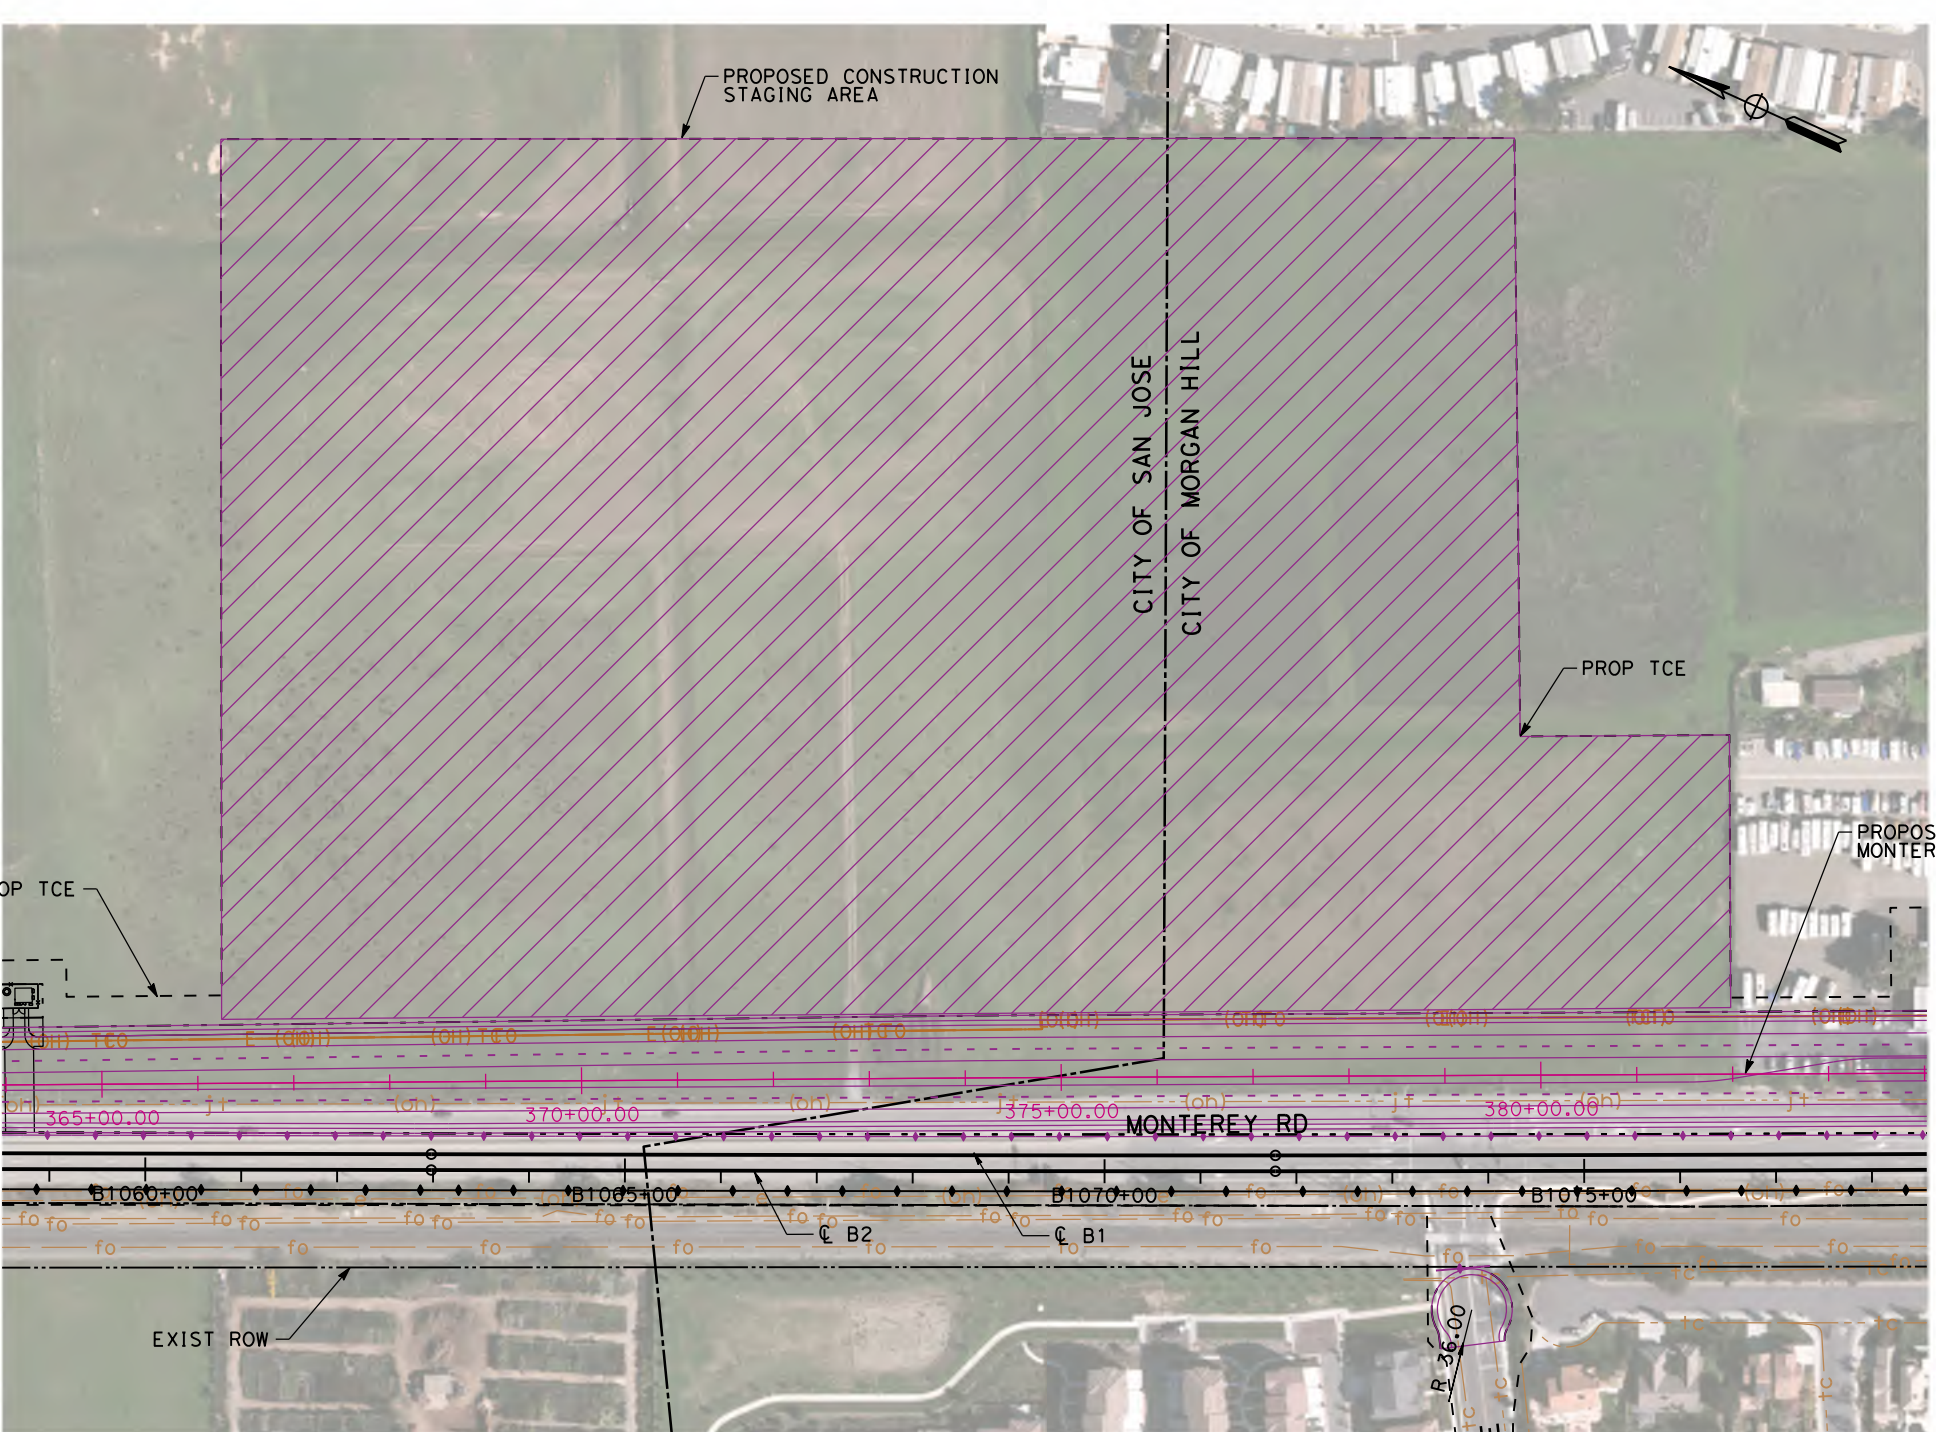 PROPOSED CONSTRUCTION
STAGING AREA
CITY OF SAN JOSE
CITY OF MORGAN HILL
PROP TCE
PROPOS
MONTER
OP TCE
365+00.00
370+00.00
375+00.00
380+00.00
MONTEREY RD
B1060+00
B1065+00
B1070+00
B1075+00
℄ B2
℄ B1
EXIST ROW
R 36.00